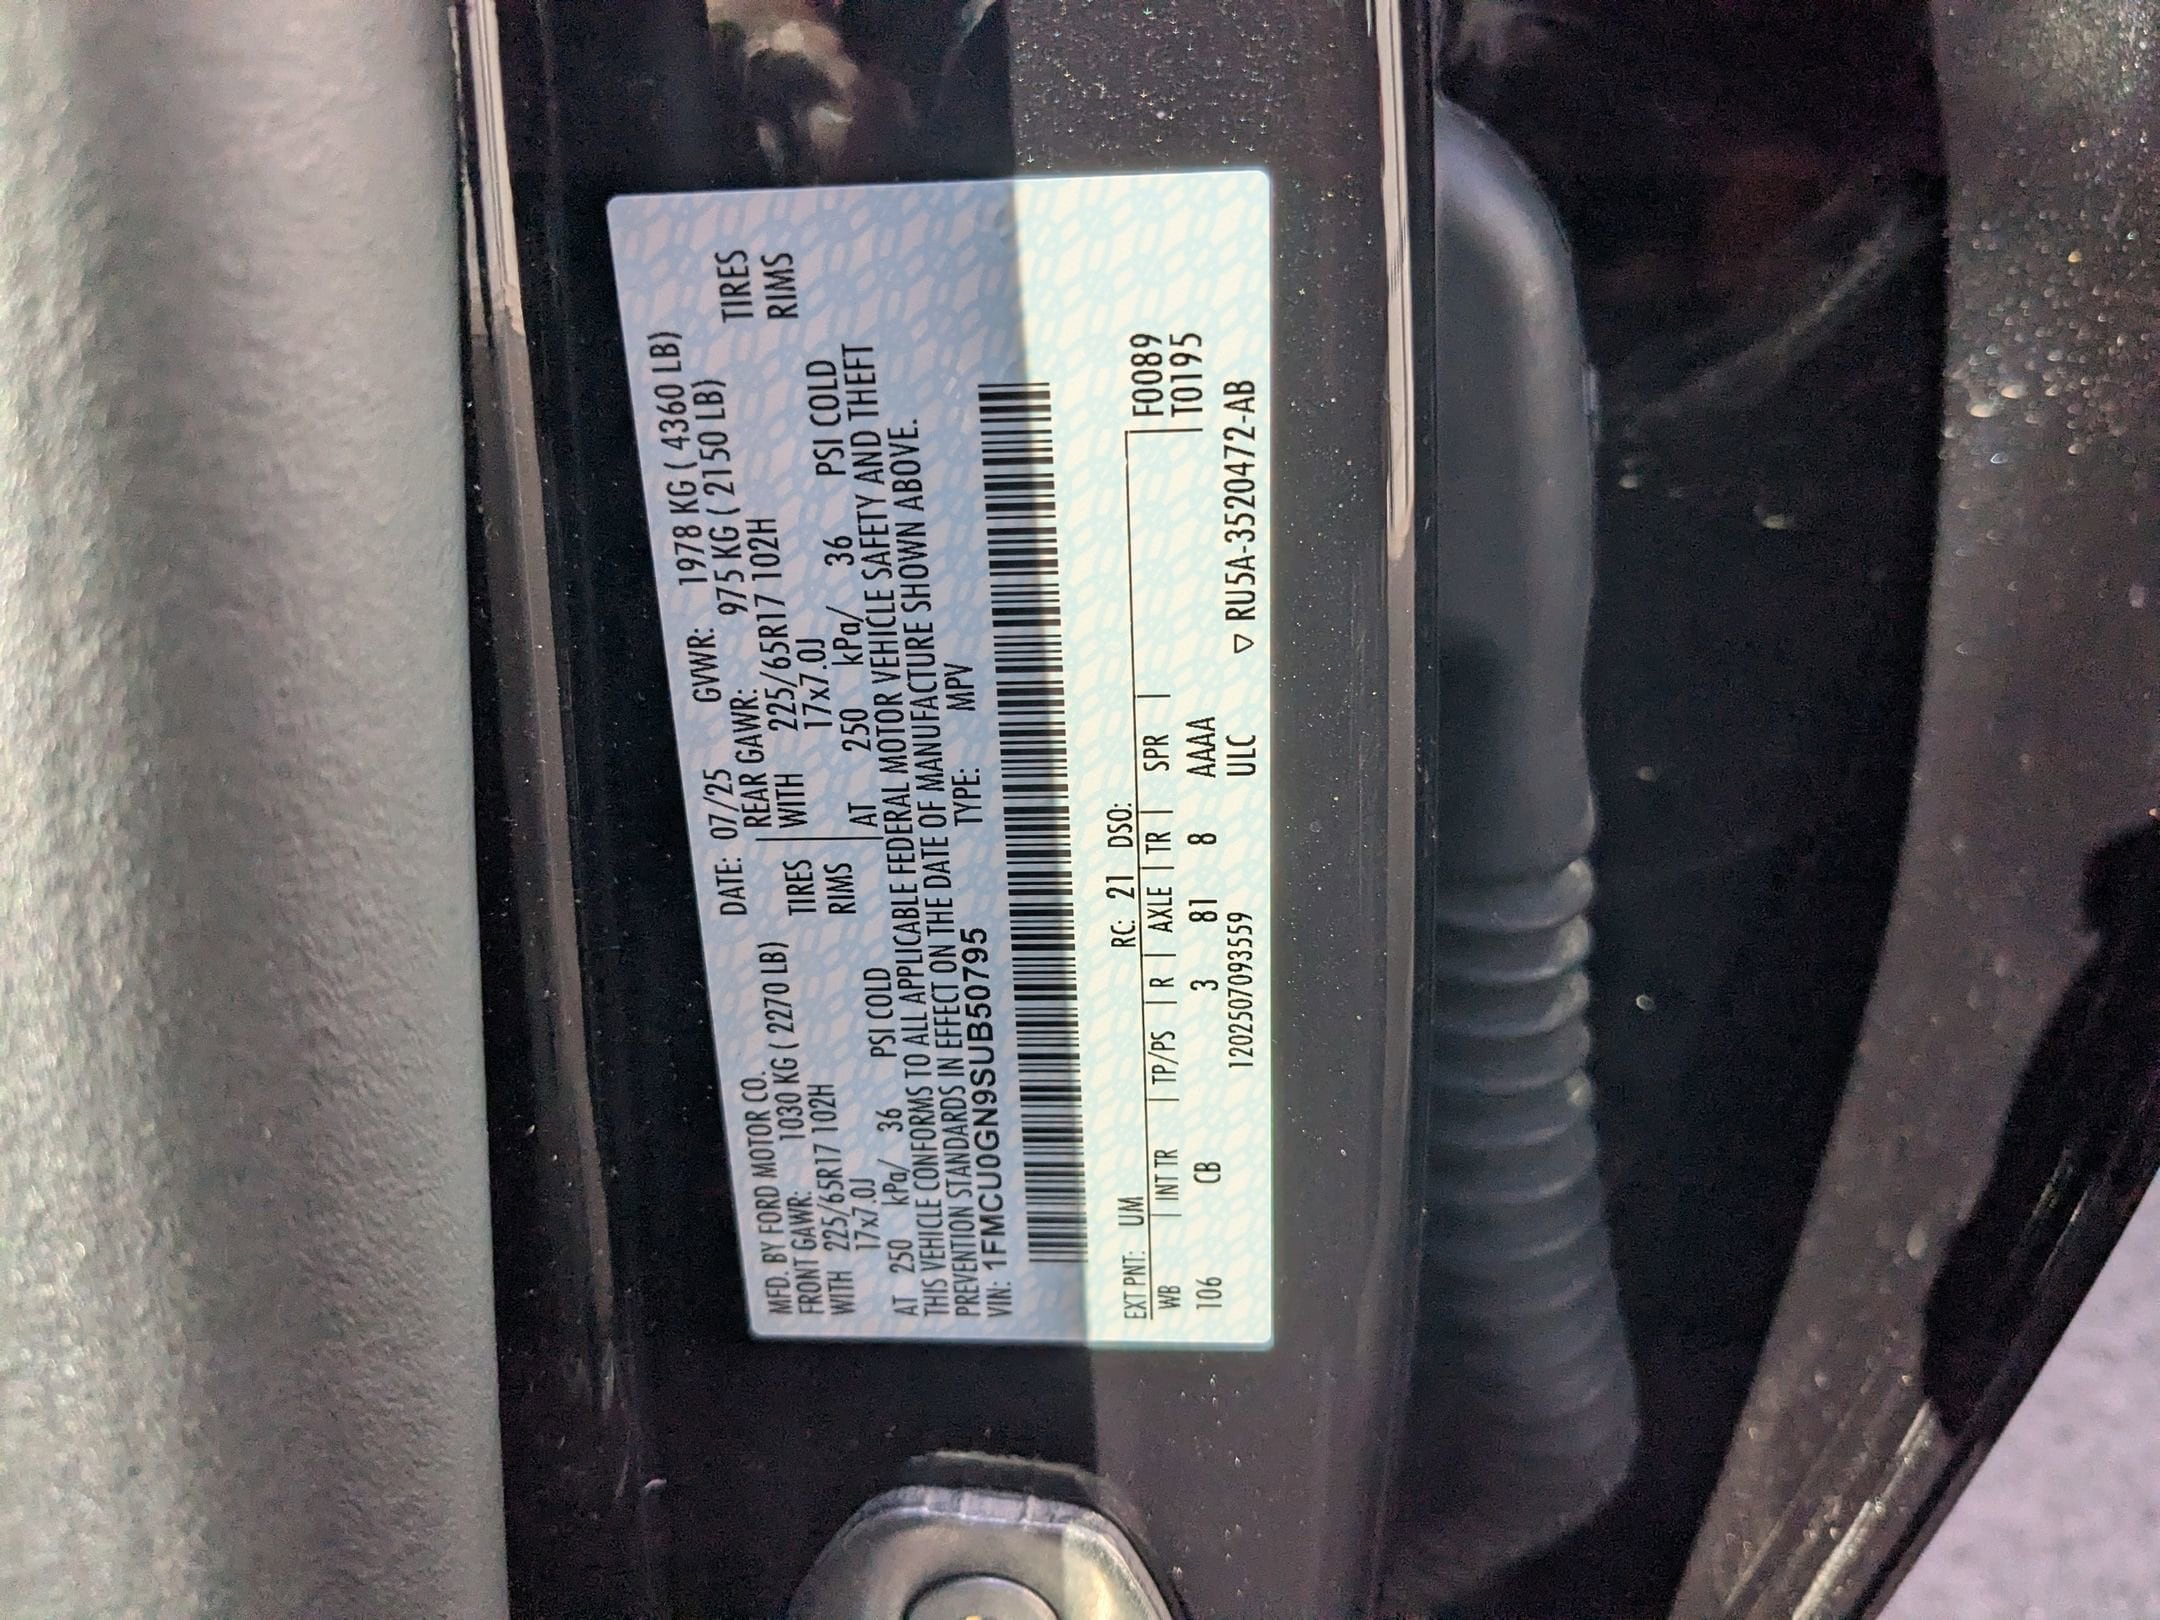 MFD. BY FORD MOTOR CO. DATE: 07/25 GVWR: 1978 KG ( 4360 LB)
FRONT GAWR: 1030 KG ( 2270 LB) REAR GAWR: 975 KG ( 2150 LB)
WITH 225/65R17 102H TIRES WITH 225/65R17 102H TIRES
17x7.0J RIMS 17x7.0J RIMS
AT 250 kPa/ 36 PSI COLD AT 250 kPa/ 36 PSI COLD
THIS VEHICLE CONFORMS TO ALL APPLICABLE FEDERAL MOTOR VEHICLE SAFETY AND THEFT
PREVENTION STANDARDS IN EFFECT ON THE DATE OF MANUFACTURE SHOWN ABOVE.
VIN: 1FMCU0GN9SUB50795 TYPE: MPV
EXT PNT: UM RC: 21 DSO: F0089
WB | INT TR | TP/PS | R | AXLE | TR | SPR | T0195
106 CB 3 81 8 AAAA
120250709355​9 ULC ▽ RU5A-3520472-AB